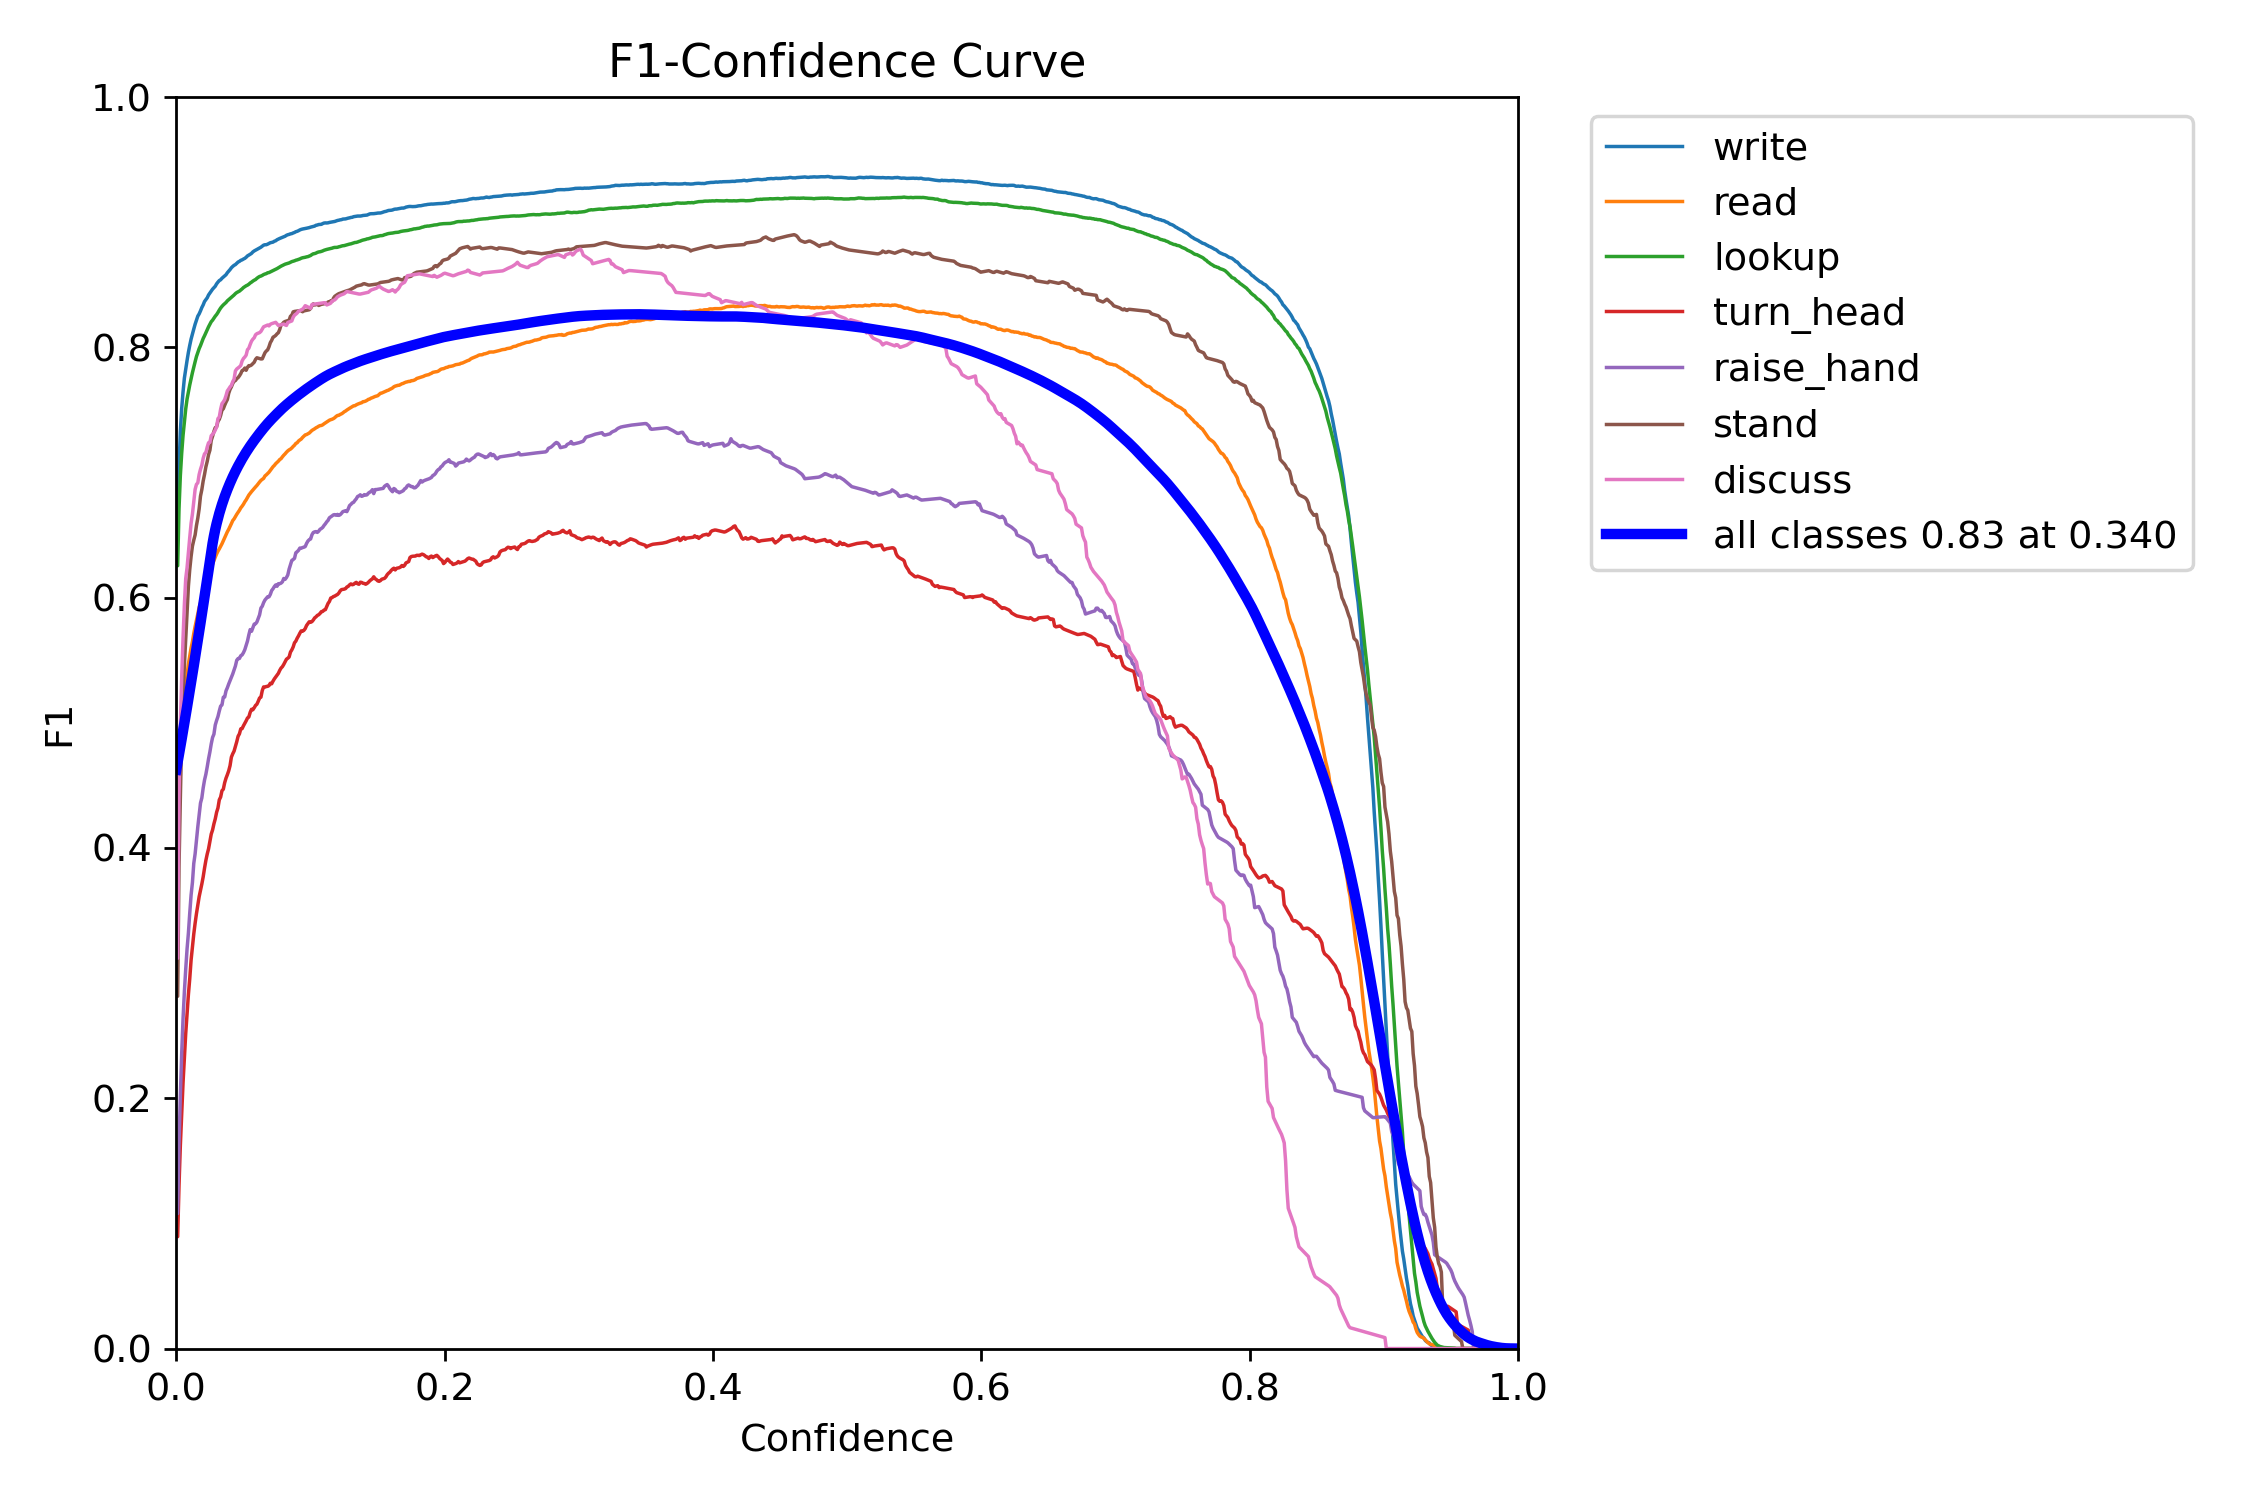 F1-Confidence Curve
1.0
0.8
0.6
0.4
0.2
0.0
F1
0.0 0.2 0.4 0.6 0.8 1.0
Confidence
write
read
lookup
turn_head
raise_hand
stand
discuss
all classes 0.83 at 0.340